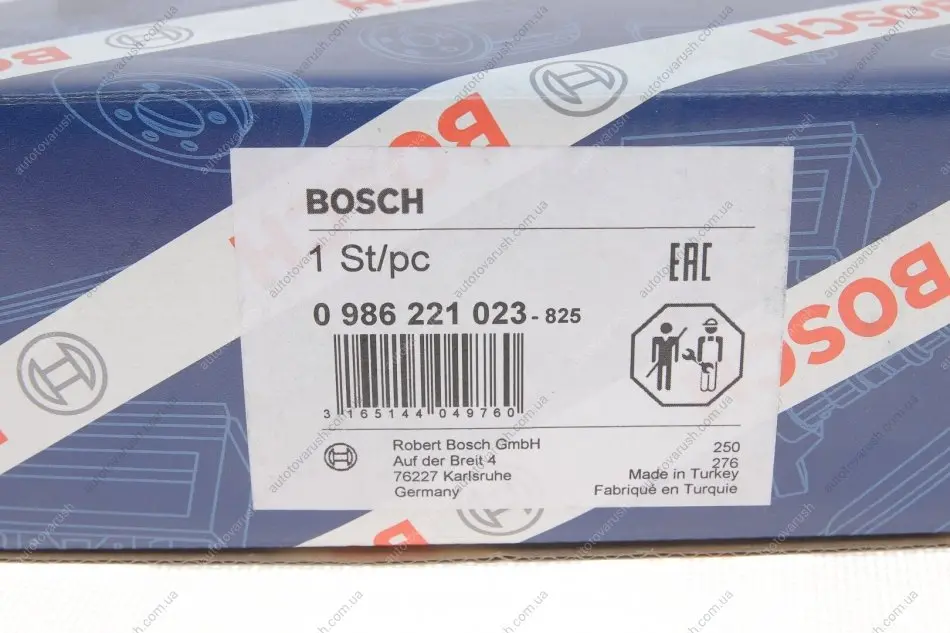 BOSCH
BOSCH
BOSCH
BOSCH
BOSCH
1 St/pc
EAC
0 986 221 023 - 825
3 165144 049760
Robert Bosch GmbH
Auf der Breit 4
76227 Karlsruhe
Germany
250
276
Made in Turkey
Fabriqué en Turquie
autotovarush.com.ua